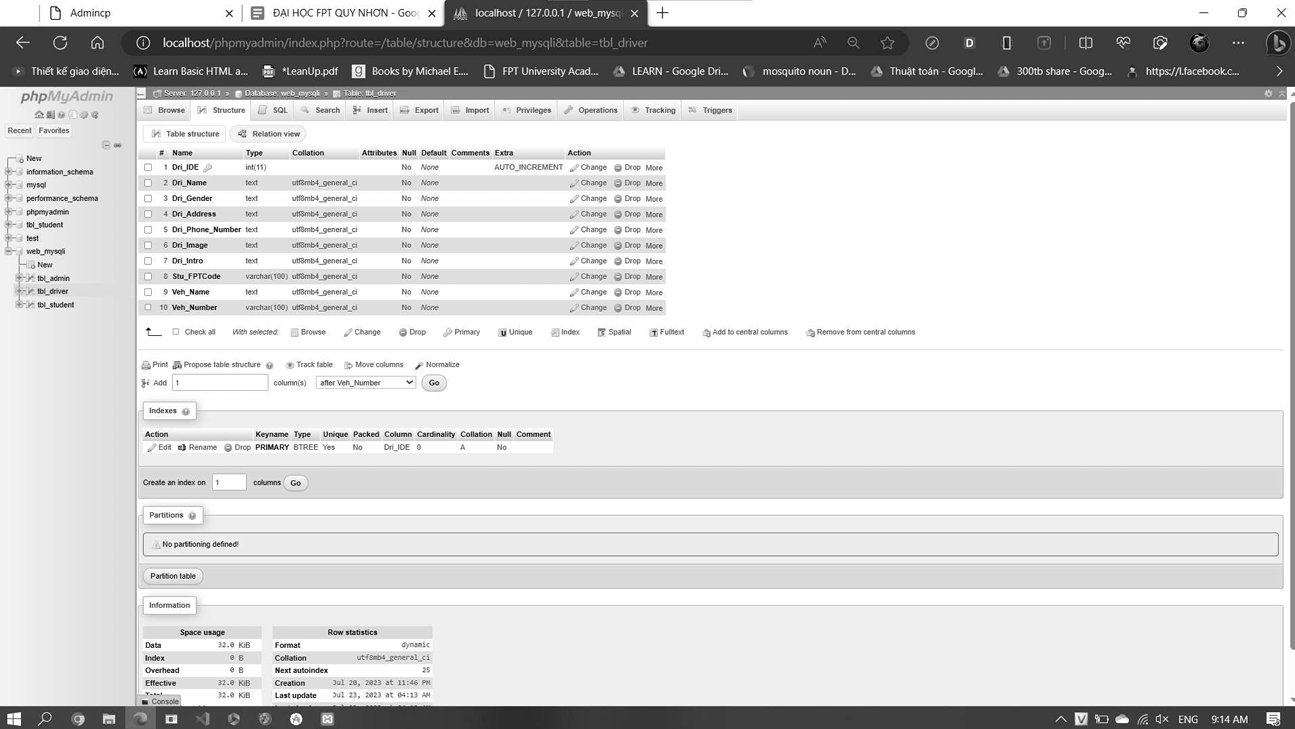 Admincp
ĐẠI HỌC FPT QUY NHƠN - Goo
localhost / 127.0.0.1 / web_mysql
localhost/phpmyadmin/index.php?route=/table/structure&db=web_mysqli&table=tbl_driver
Thiết kế giao diện...
Learn Basic HTML a...
*LeanUp.pdf
Books by Michael E....
FPT University Acad...
LEARN - Google Dri...
mosquito noun - D...
Thuật toán - Googl...
300tb share - Goog...
https://l.facebook.c...
phpMyAdmin
Recent Favorites
New
information_schema
mysql
performance_schema
phpmyadmin
tbl_student
test
web_mysqli
New
tbl_admin
tbl_driver
tbl_student
Server: 127.0.0.1 » Database: web_mysqli » Table: tbl_driver
Browse Structure SQL Search Insert Export Import Privileges Operations Tracking Triggers
Table structure Relation view
# Name Type Collation Attributes Null Default Comments Extra Action
1 Dri_IDE int(11) No None AUTO_INCREMENT Change Drop More
2 Dri_Name text utf8mb4_general_ci No None Change Drop More
3 Dri_Gender text utf8mb4_general_ci No None Change Drop More
4 Dri_Address text utf8mb4_general_ci No None Change Drop More
5 Dri_Phone_Number text utf8mb4_general_ci No None Change Drop More
6 Dri_Image text utf8mb4_general_ci No None Change Drop More
7 Dri_Intro text utf8mb4_general_ci No None Change Drop More
8 Stu_FPTCode varchar(100) utf8mb4_general_ci No None Change Drop More
9 Veh_Name text utf8mb4_general_ci No None Change Drop More
10 Veh_Number varchar(100) utf8mb4_general_ci No None Change Drop More
Check all With selected: Browse Change Drop Primary Unique Index Spatial Fulltext Add to central columns Remove from central columns
Print Propose table structure Track table Move columns Normalize
Add 1 column(s) after Veh_Number Go
Indexes
Action Keyname Type Unique Packed Column Cardinality Collation Null Comment
Edit Rename Drop PRIMARY BTREE Yes No Dri_IDE 0 A No
Create an index on 1 columns Go
Partitions
No partitioning defined!
Partition table
Information
Space usage
Data 32.0 KiB
Index 0 B
Overhead 0 B
Effective 32.0 KiB
Total 32.0 KiB
Row statistics
Format dynamic
Collation utf8mb4_general_ci
Next autoindex 25
Creation Jul 20, 2023 at 11:46 PM
Last update Jul 23, 2023 at 04:13 AM
Console
ENG 9:14 AM